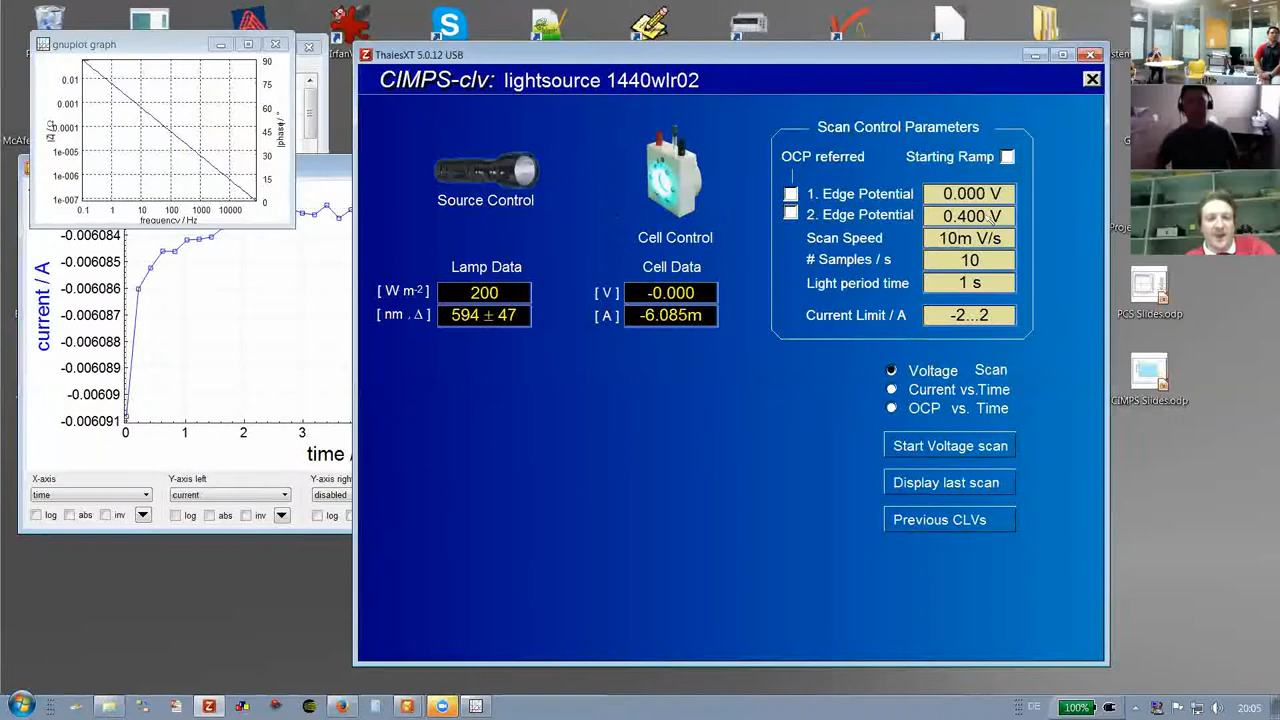 gnuplot graph
0.01
0.001
0.0001
1e-005
1e-006
1e-007
|Z| / Ω
90
75
60
45
30
15
0
|phase| / °
0.1 1 10 100 1000 10000
frequency / Hz
-0.006084
-0.006085
-0.006086
-0.006087
-0.006088
-0.006089
-0.00609
-0.006091
current / A
0 1 2 3
time /
X-axis
Y-axis left
Y-axis right
time
current
disabled
log abs inv
log abs inv
log
ThalesXT 5.0.12 USB
CIMPS-clv: lightsource 1440wlr02
Source Control
Cell Control
Lamp Data
Cell Data
[ W m-2 ] 200
[ nm , Δ ] 594 ± 47
[ V ] -0.000
[ A ] -6.085m
Scan Control Parameters
OCP referred
Starting Ramp
1. Edge Potential 0.000 V
2. Edge Potential 0.400 V
Scan Speed 10m V/s
# Samples / s 10
Light period time 1 s
Current Limit / A -2...2
Voltage Scan
Current vs.Time
OCP vs. Time
Start Voltage scan
Display last scan
Previous CLVs
PCS Slides.odp
CIMPS Slides.odp
DE
100%
20:05